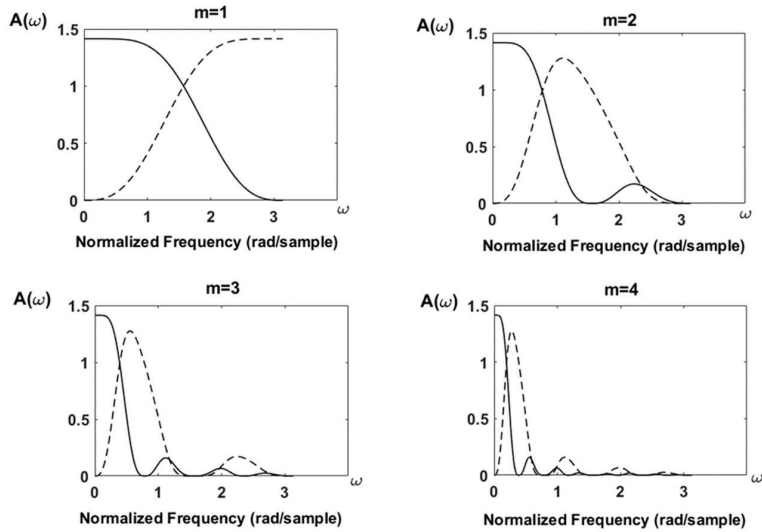 m=1
A(ω)
1.5
1
0.5
0
0 1 2 3 ω
Normalized Frequency (rad/sample)
m=2
A(ω)
1.5
1
0.5
0
0 1 2 3 ω
Normalized Frequency (rad/sample)
m=3
A(ω)
1.5
1
0.5
0
0 1 2 3 ω
Normalized Frequency (rad/sample)
m=4
A(ω)
1.5
1
0.5
0
0 1 2 3 ω
Normalized Frequency (rad/sample)